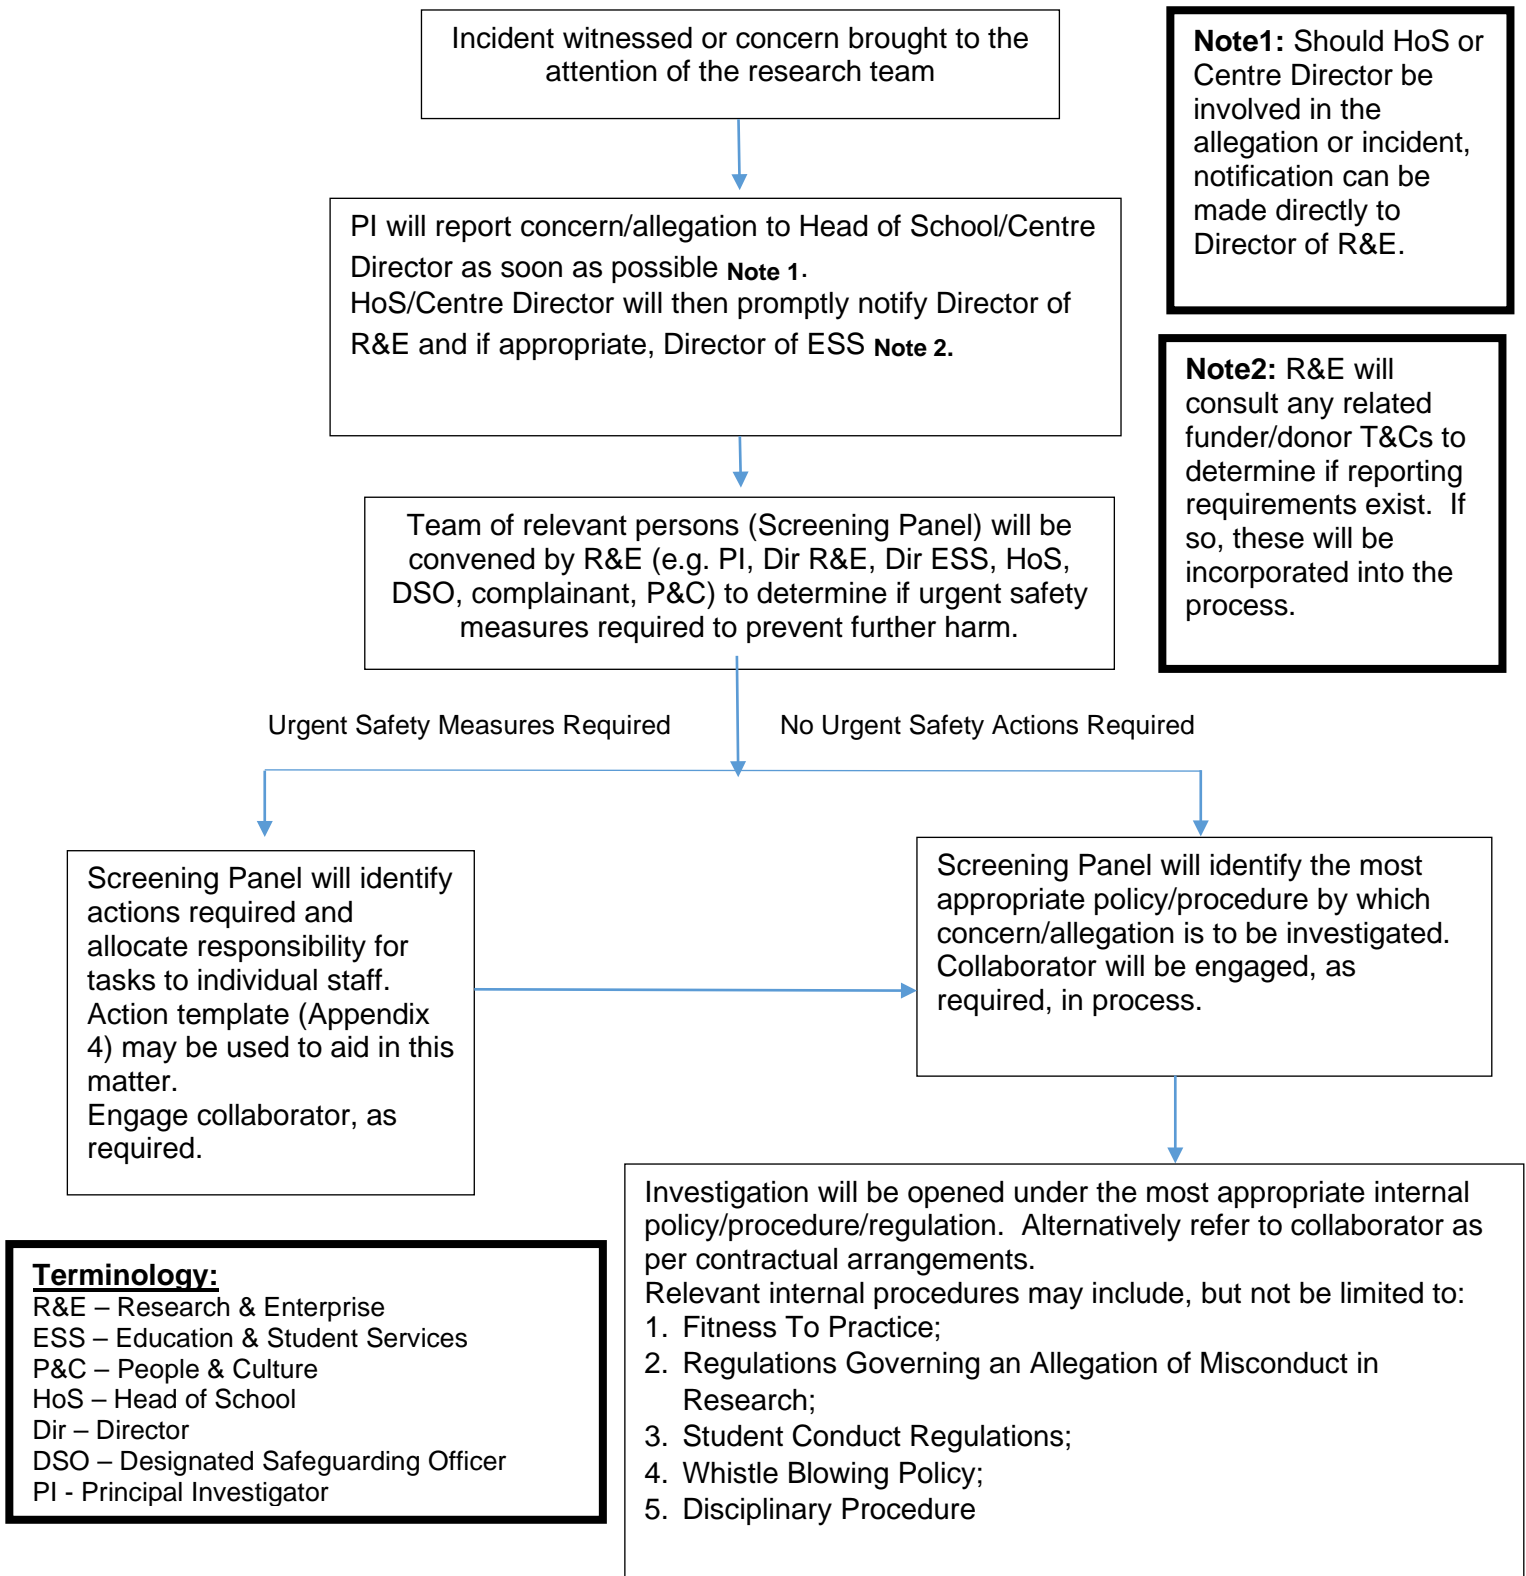 Incident witnessed or concern brought to the
attention of the research team
Note1: Should HoS or
Centre Director be
involved in the
allegation or incident,
notification can be
made directly to
Director of R&E.
PI will report concern/allegation to Head of School/Centre
Director as soon as possible Note 1.
HoS/Centre Director will then promptly notify Director of
R&E and if appropriate, Director of ESS Note 2.
Note2: R&E will
consult any related
funder/donor T&Cs to
determine if reporting
requirements exist.  If
so, these will be
incorporated into the
process.
Team of relevant persons (Screening Panel) will be
convened by R&E (e.g. PI, Dir R&E, Dir ESS, HoS,
DSO, complainant, P&C) to determine if urgent safety
measures required to prevent further harm.
Urgent Safety Measures Required
No Urgent Safety Actions Required
Screening Panel will identify
actions required and
allocate responsibility for
tasks to individual staff.
Action template (Appendix
4) may be used to aid in this
matter.
Engage collaborator, as
required.
Screening Panel will identify the most
appropriate policy/procedure by which
concern/allegation is to be investigated.
Collaborator will be engaged, as
required, in process.
Investigation will be opened under the most appropriate internal
policy/procedure/regulation.  Alternatively refer to collaborator as
per contractual arrangements.
Relevant internal procedures may include, but not be limited to:
1. Fitness To Practice;
2. Regulations Governing an Allegation of Misconduct in
Research;
3. Student Conduct Regulations;
4. Whistle Blowing Policy;
5. Disciplinary Procedure
Terminology:
R&E – Research & Enterprise
ESS – Education & Student Services
P&C – People & Culture
HoS – Head of School
Dir – Director
DSO – Designated Safeguarding Officer
PI - Principal Investigator